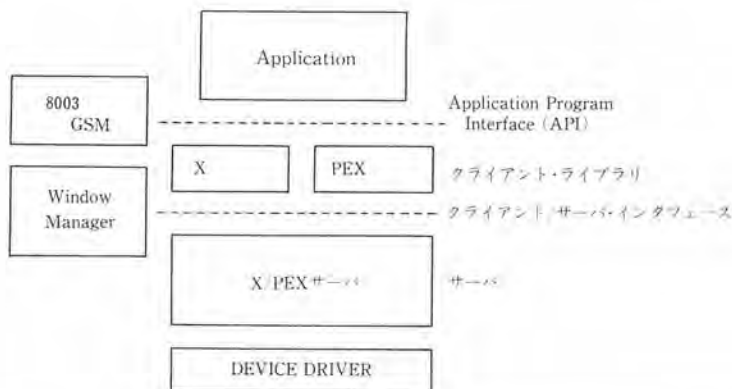 Application
8003
GSM
Application Program
Interface (API)
X
PEX
クライアント・ライブラリ
Window
Manager
クライアント/サーバ・インタフェース
X/PEXサーバ
サーバ
DEVICE DRIVER